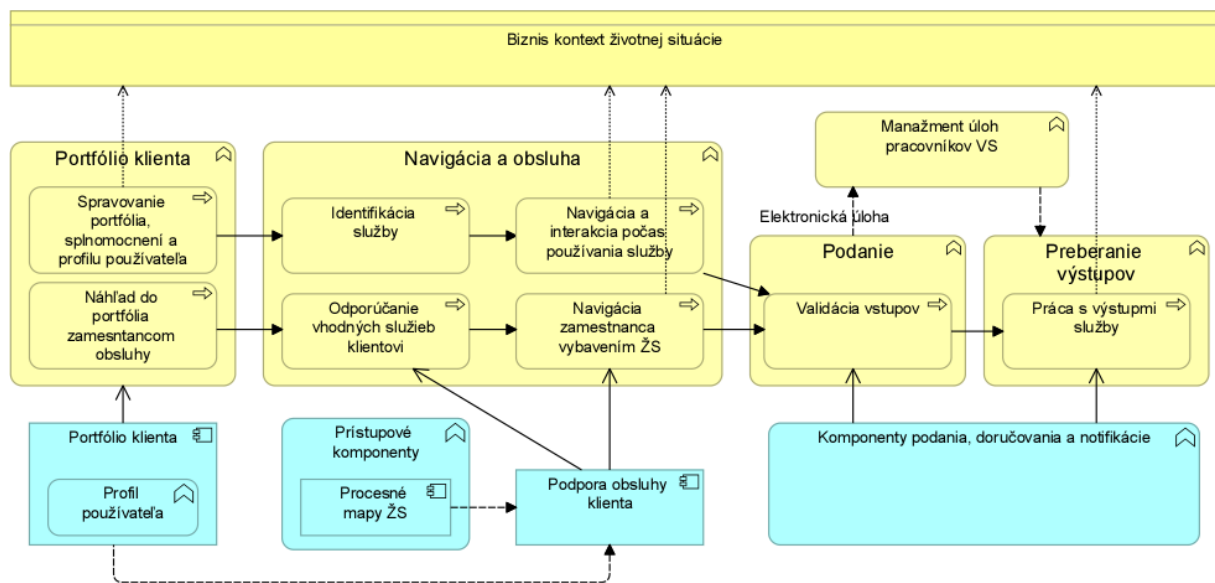 Biznis kontext životnej situácie
Manažment úloh
pracovníkov VS
Portfólio klienta
Navigácia a obsluha
Spravovanie
portfólia,
splnomocnení a
profilu používateľa
Identifikácia
služby
Navigácia a
interakcia počas
používania služby
Elektronická úloha
Podanie
Preberanie
výstupov
Náhľad do
portfólia
zamesntancom
obsluhy
Odporúčanie
vhodných služieb
klientovi
Navigácia
zamestnanca
vybavením ŽS
Validácia vstupov
Práca s výstupmi
služby
Portfólio klienta
Profil
používateľa
Prístupové
komponenty
Procesné
mapy ŽS
Podpora obsluhy
klienta
Komponenty podania, doručovania a notifikácie